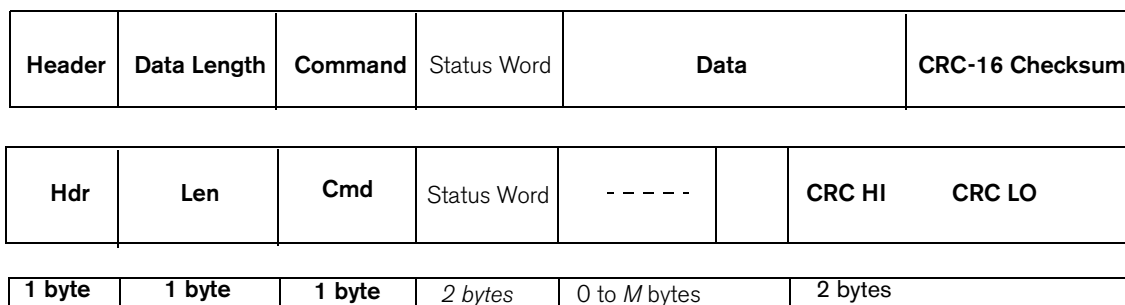 Header Data Length Command Status Word Data CRC-16 Checksum
Hdr Len Cmd Status Word - - - - - CRC HI CRC LO
1 byte 1 byte 1 byte 2 bytes 0 to M bytes 2 bytes